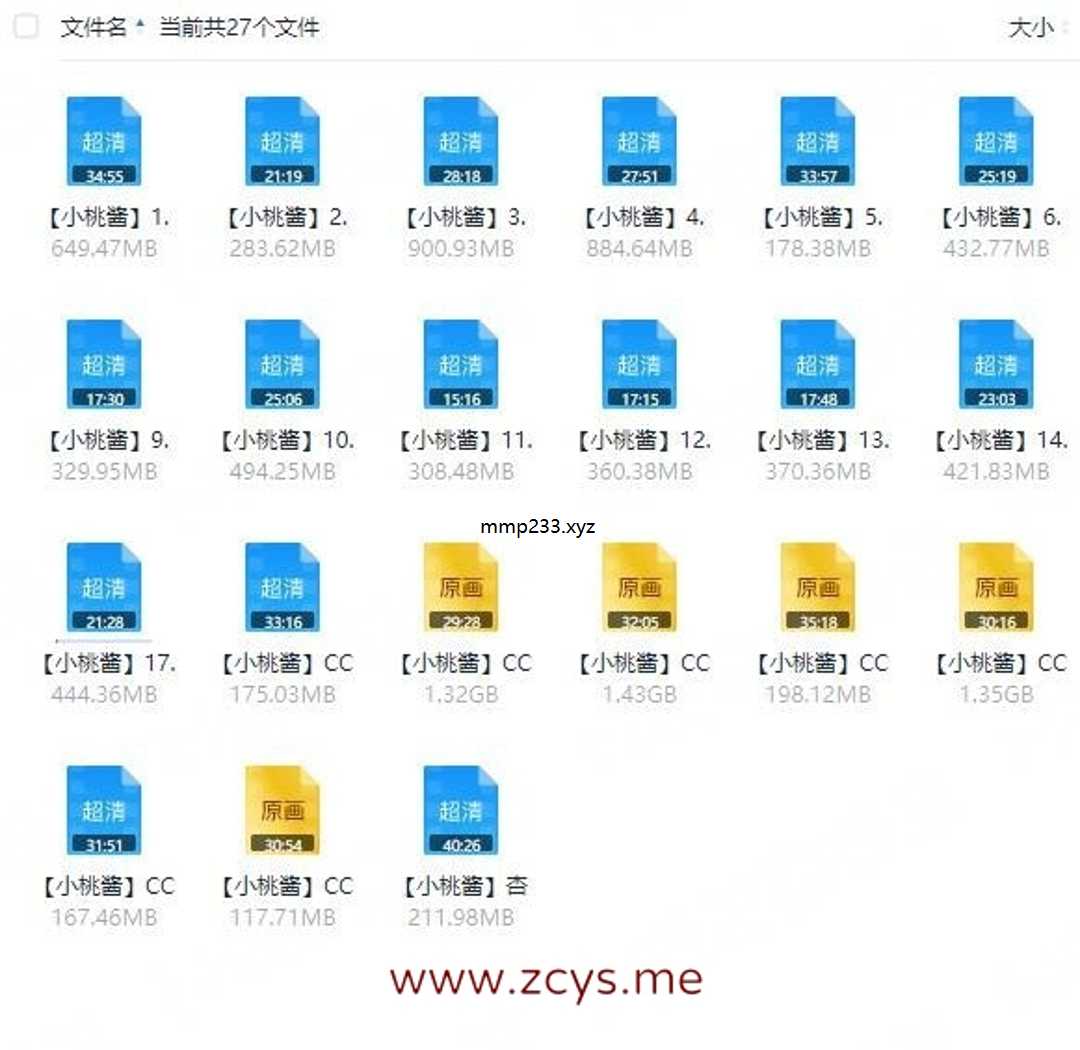 文件名 当前共27个文件 大小
超清 超清 超清 超清 超清 超清
34:55 21:19 28:18 27:51 33:57 25:19
【小桃酱】1. 【小桃酱】2. 【小桃酱】3. 【小桃酱】4. 【小桃酱】5. 【小桃酱】6.
649.47MB 283.62MB 900.93MB 884.64MB 178.38MB 432.77MB
超清 超清 超清 超清 超清 超清
17:30 25:06 15:16 17:15 17:48 23:03
【小桃酱】9. 【小桃酱】10. 【小桃酱】11. 【小桃酱】12. 【小桃酱】13. 【小桃酱】14.
329.95MB 494.25MB 308.48MB 360.38MB 370.36MB 421.83MB
mmp233.xyz
超清 超清 原画 原画 原画 原画
21:28 33:16 29:28 32:05 35:18 30:16
【小桃酱】17. 【小桃酱】CC 【小桃酱】CC 【小桃酱】CC 【小桃酱】CC 【小桃酱】CC
444.36MB 175.03MB 1.32GB 1.43GB 198.12MB 1.35GB
超清 原画 超清
31:51 30:54 40:26
【小桃酱】CC 【小桃酱】CC 【小桃酱】杏
167.46MB 117.71MB 211.98MB
www.zcys.me